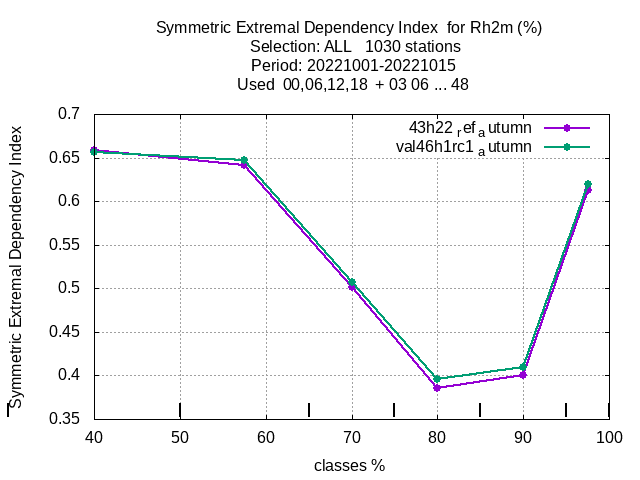 Symmetric Extremal Dependency Index for Rh2m (%)
Selection: ALL 1030 stations
Period: 20221001-20221015
Used 00,06,12,18 + 03 06 ... 48
43h22 ref a utumn
val46h1rc1 a utumn
Symmetric Extremal Dependency Index
0.7
0.65
0.6
0.55
0.5
0.45
0.4
0.35
40 50 60 70 80 90 100
classes %